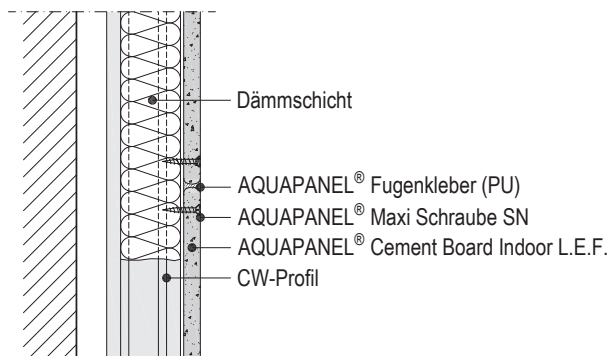 Dämmschicht
AQUAPANEL® Fugenkleber (PU)
AQUAPANEL® Maxi Schraube SN
AQUAPANEL® Cement Board Indoor L.E.F.
CW-Profil